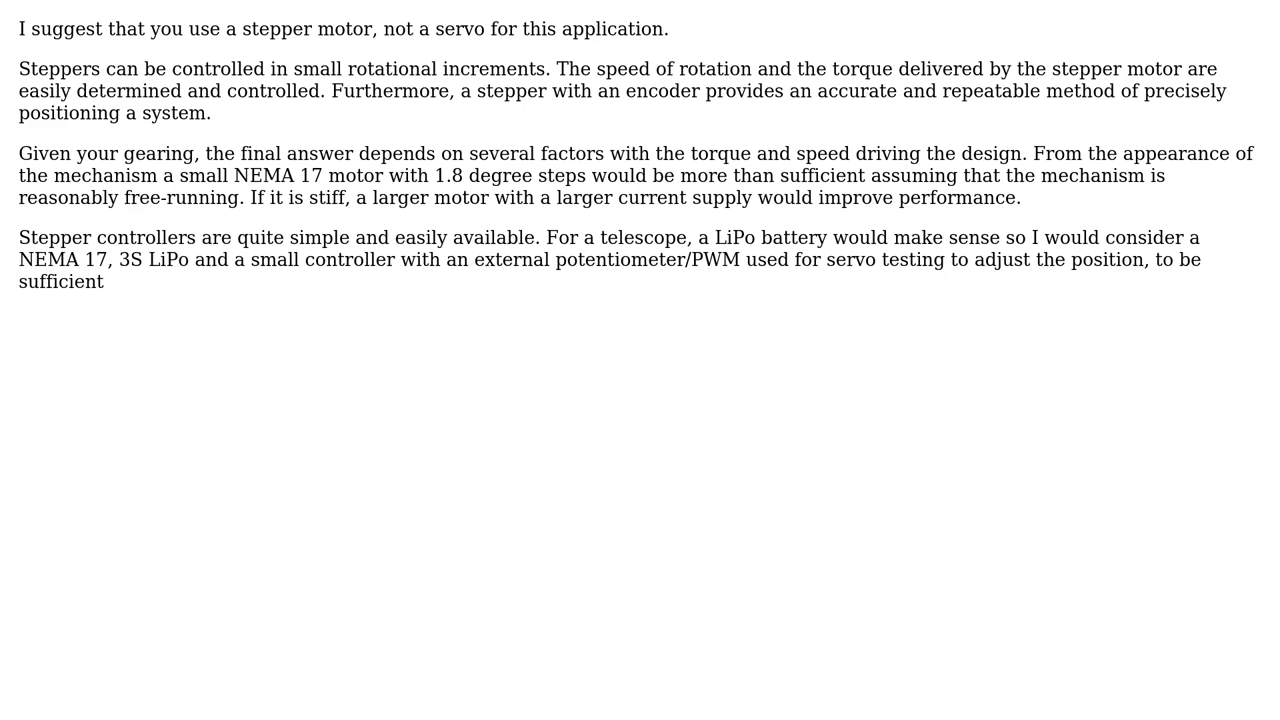 I suggest that you use a stepper motor, not a servo for this application.
Steppers can be controlled in small rotational increments. The speed of rotation and the torque delivered by the stepper motor are
easily determined and controlled. Furthermore, a stepper with an encoder provides an accurate and repeatable method of precisely
positioning a system.
Given your gearing, the final answer depends on several factors with the torque and speed driving the design. From the appearance of
the mechanism a small NEMA 17 motor with 1.8 degree steps would be more than sufficient assuming that the mechanism is
reasonably free-running. If it is stiff, a larger motor with a larger current supply would improve performance.
Stepper controllers are quite simple and easily available. For a telescope, a LiPo battery would make sense so I would consider a
NEMA 17, 3S LiPo and a small controller with an external potentiometer/PWM used for servo testing to adjust the position, to be
sufficient